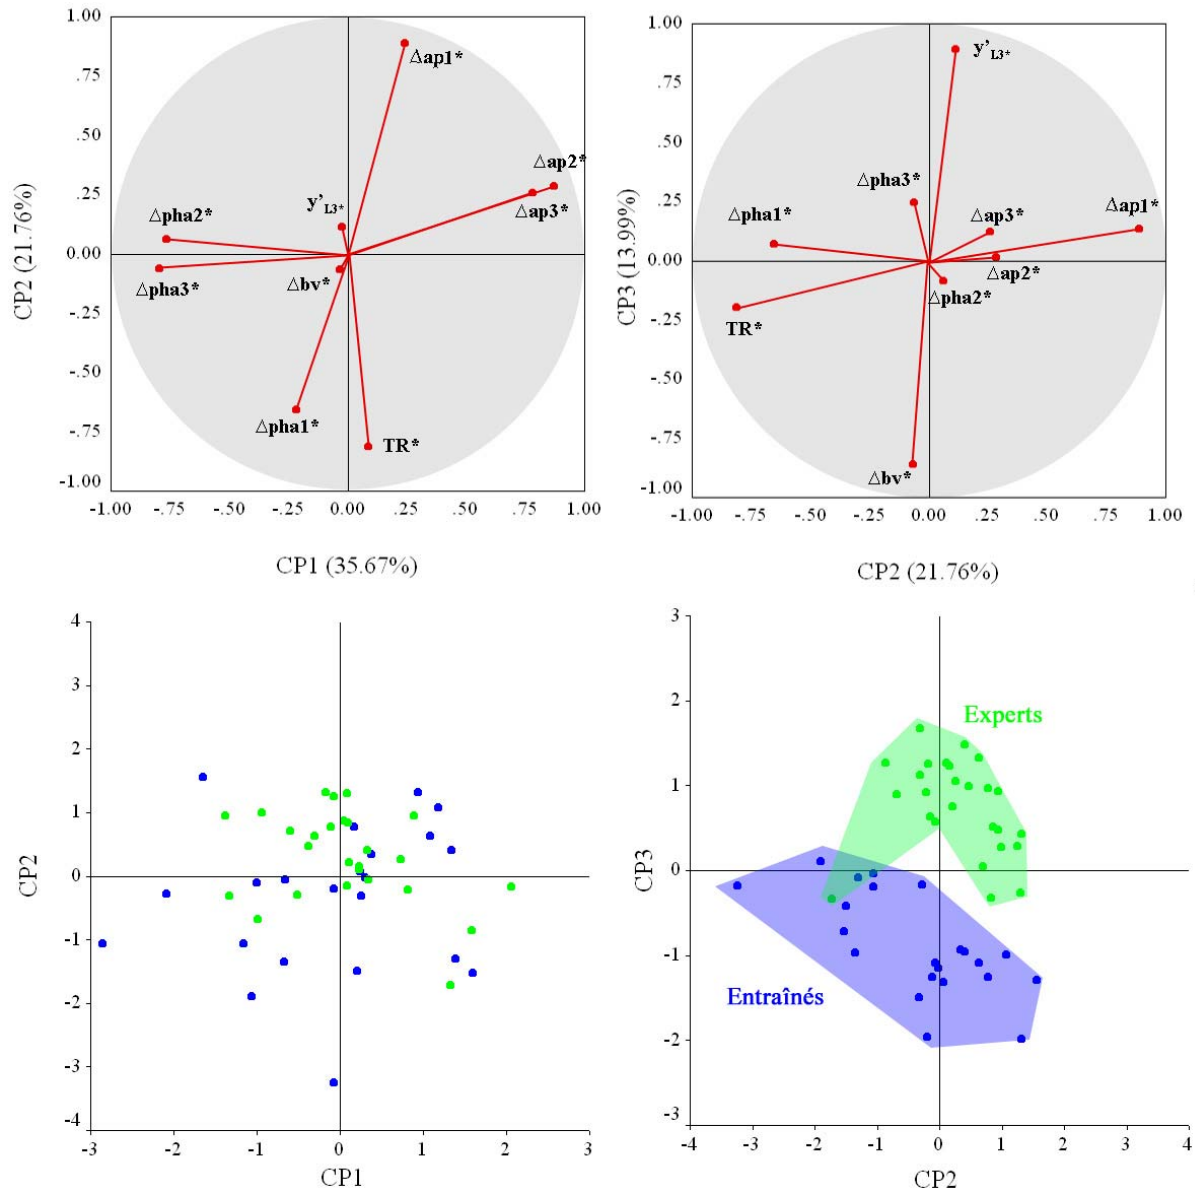 1.00
.75
.50
.25
0.00
-.25
-.50
-.75
-1.00
CP2 (21.76%)
Δap1*
Δap2*
Δap3*
y'L3*
Δpha2*
Δpha3*
Δbv*
Δpha1*
TR*
-1.00 -.75 -.50 -.25 0.00 .25 .50 .75 1.00
CP1 (35.67%)
1.00
.75
.50
.25
0.00
-.25
-.50
-.75
-1.00
CP3 (13.99%)
y'L3*
Δpha3*
Δpha1*
Δap3*
Δap1*
Δap2*
Δpha2*
TR*
Δbv*
-1.00 -.75 -.50 -.25 0.00 .25 .50 .75 1.00
CP2 (21.76%)
4
3
2
1
0
-1
-2
-3
-4
CP2
-3 -2 -1 0 1 2 3
CP1
3
2
1
0
-1
-2
-3
CP3
Experts
Entraînés
-4 -3 -2 -1 0 1 2 3 4
CP2